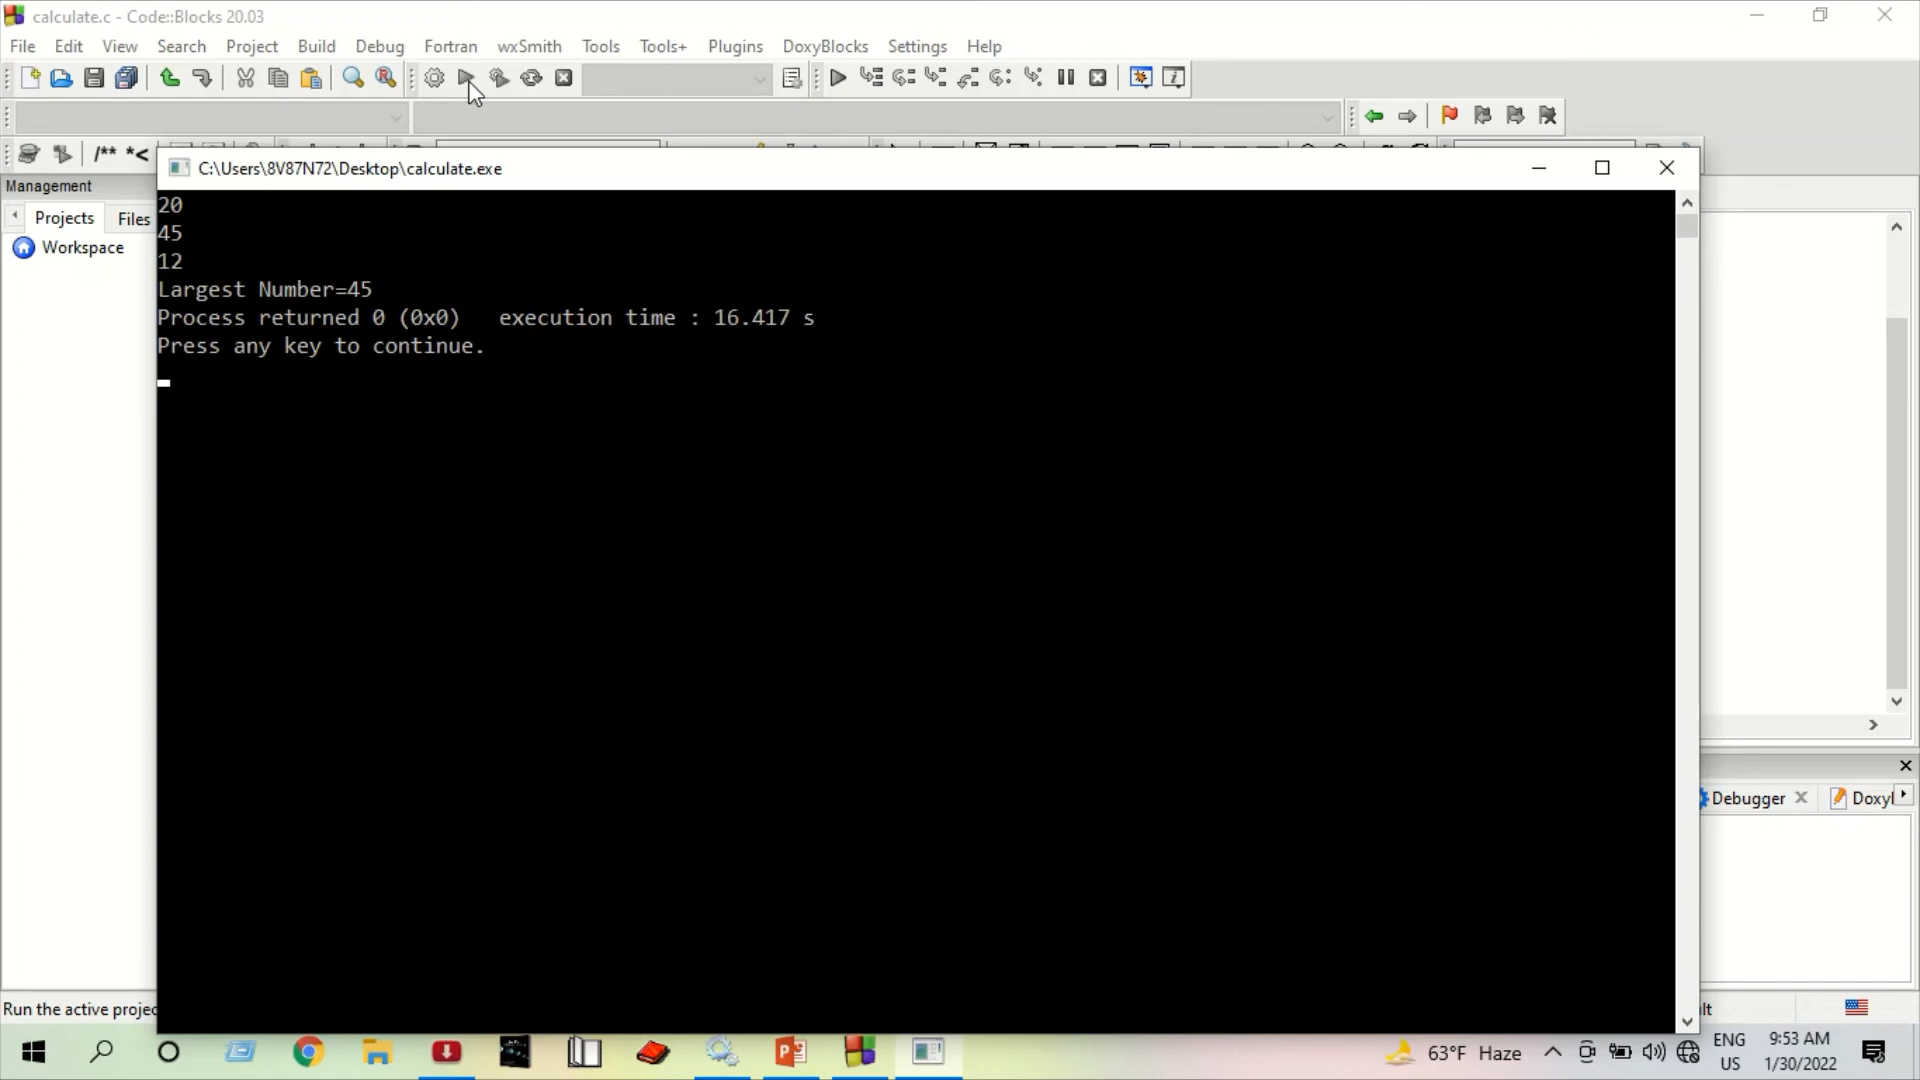 calculate.c - Code::Blocks 20.03
File Edit View Search Project Build Debug Fortran wxSmith Tools Tools+ Plugins DoxyBlocks Settings Help
/** *<
C:\Users\8V87N72\Desktop\calculate.exe
Management
Projects Files
Workspace
20
45
12
Largest Number=45
Process returned 0 (0x0)   execution time : 16.417 s
Press any key to continue.
Debugger
Run the active
63°F Haze
ENG
US
9:53 AM
1/30/2022